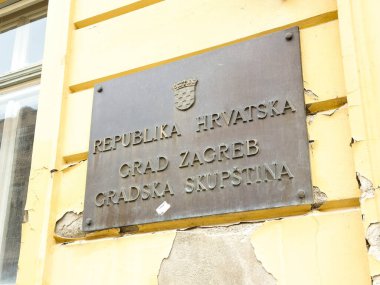 REPUBLIKA HRVATSKA
GRAD ZAGREB
GRADSKA SKUPŠTINA